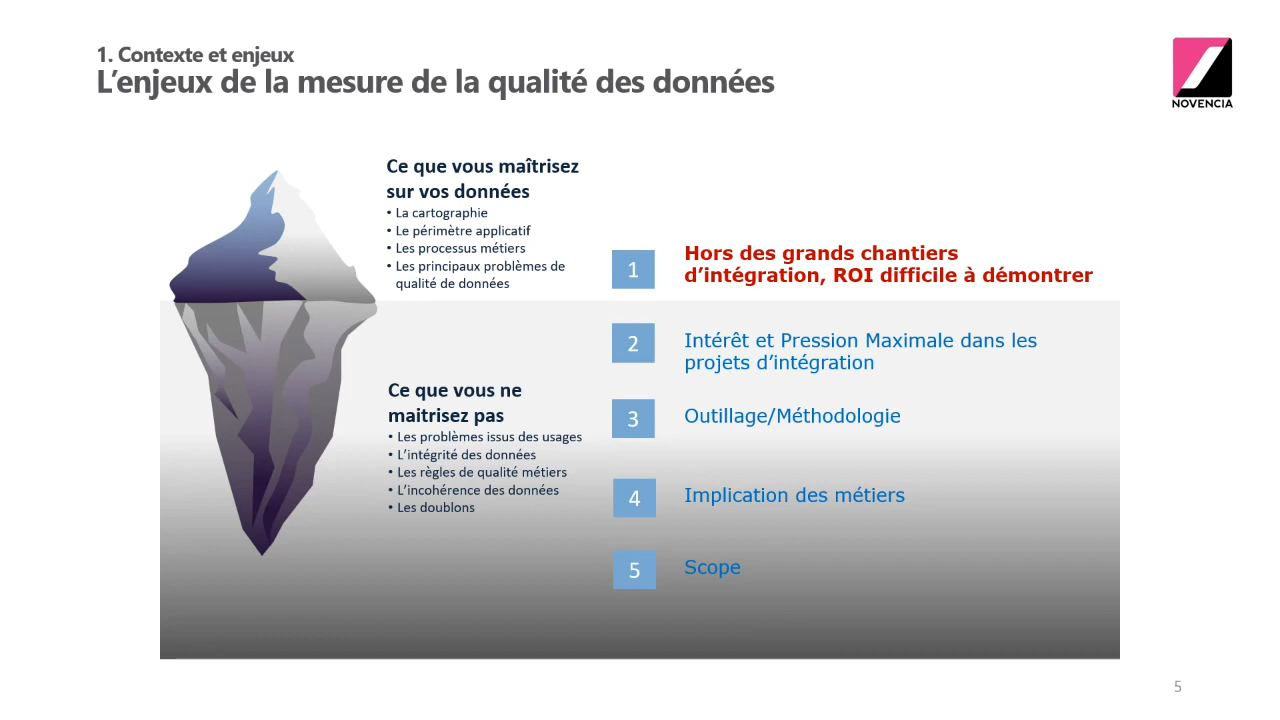 1. Contexte et enjeux
L’enjeux de la mesure de la qualité des données
NOVENCIA
Ce que vous maîtrisez
sur vos données
• La cartographie
• Le périmètre applicatif
• Les processus métiers
• Les principaux problèmes de
qualité de données
Ce que vous ne
maitrisez pas
• Les problèmes issus des usages
• L’intégrité des données
• Les règles de qualité métiers
• L’incohérence des données
• Les doublons
1
Hors des grands chantiers
d’intégration, ROI difficile à démontrer
2
Intérêt et Pression Maximale dans les
projets d’intégration
3
Outillage/Méthodologie
4
Implication des métiers
5
Scope
5